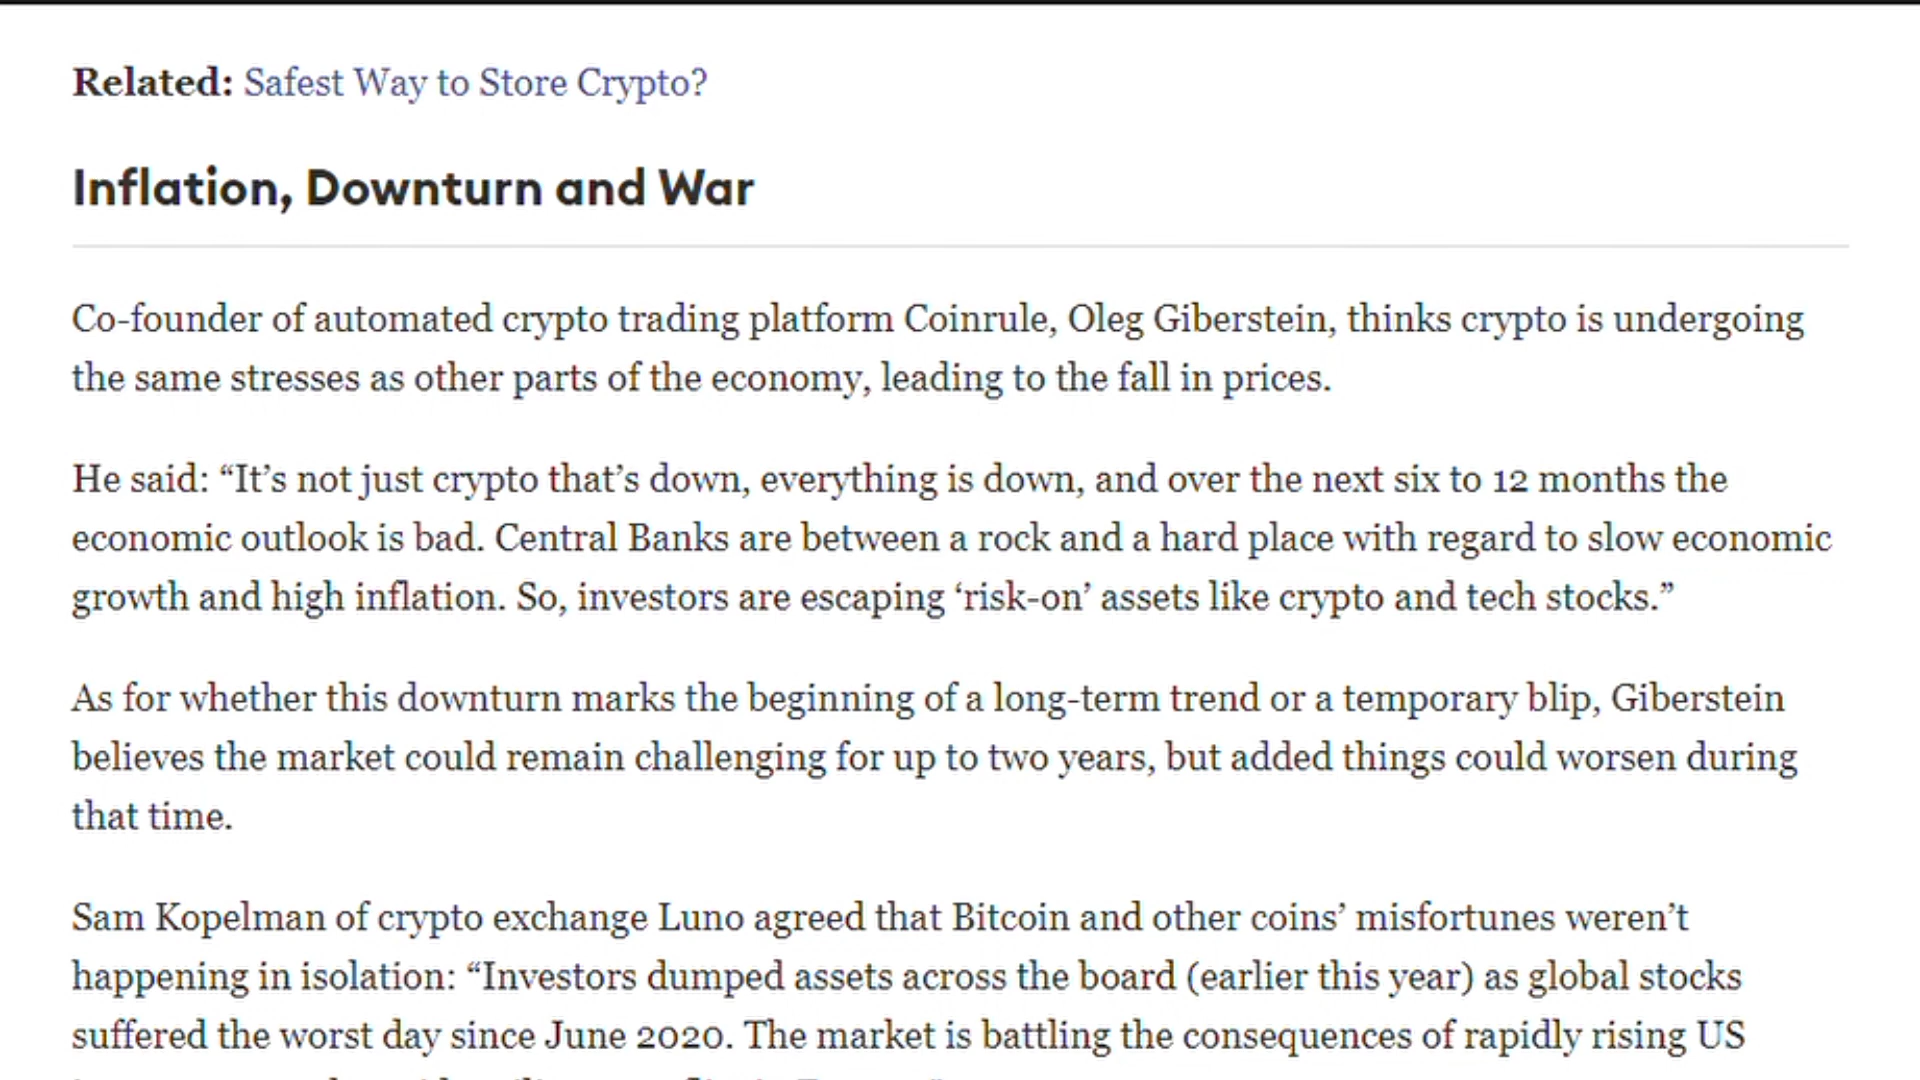 Related: Safest Way to Store Crypto?
Inflation, Downturn and War
Co-founder of automated crypto trading platform Coinrule, Oleg Giberstein, thinks crypto is undergoing
the same stresses as other parts of the economy, leading to the fall in prices.
He said: “It’s not just crypto that’s down, everything is down, and over the next six to 12 months the
economic outlook is bad. Central Banks are between a rock and a hard place with regard to slow economic
growth and high inflation. So, investors are escaping ‘risk-on’ assets like crypto and tech stocks.”
As for whether this downturn marks the beginning of a long-term trend or a temporary blip, Giberstein
believes the market could remain challenging for up to two years, but added things could worsen during
that time.
Sam Kopelman of crypto exchange Luno agreed that Bitcoin and other coins’ misfortunes weren’t
happening in isolation: “Investors dumped assets across the board (earlier this year) as global stocks
suffered the worst day since June 2020. The market is battling the consequences of rapidly rising US